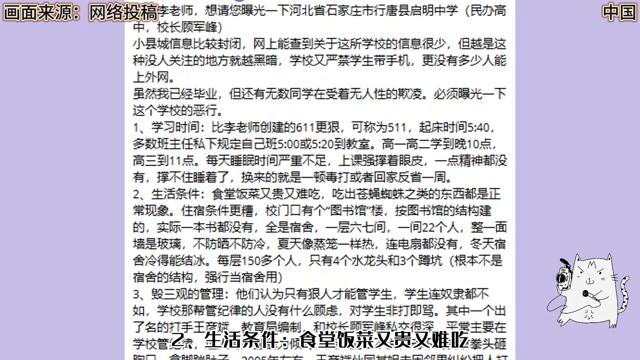 画面来源：网络投稿
中国
李老师，想请您曝光一下河北省石家庄市行唐县启明中学（民办高
中，校长顾军峰）
小县城信息比较封闭，网上能查到关于这所学校的信息很少，但越是这
种没人关注的地方就越黑暗，学校又严禁学生带手机，更没有多少人能
上外网。
虽然我已经毕业，但还有无数同学在受着无人性的欺凌。必须曝光一下
这个学校的恶行。
1、学习时间：比李老师创建的611更狠，可称为511，起床时间5:40，
多数班主任私下规定自己班5:00或5:20到教室。高一高二学到晚10点，
高三到11点。每天睡眠时间严重不足，上课强撑着眼皮，一点精神都没
有，撑不住睡着了，换来的就是一顿毒打或者回家反省一周。
2、生活条件：食堂饭菜又贵又难吃，吃出苍蝇蜘蛛之类的东西都是正
常现象。住宿条件更糟，校门口有个“图书馆”楼，按图书馆的结构建
的，实际一本书都没有，全是宿舍，一层六七间，一间22个人，整一面
墙是玻璃，不防晒不防冷，夏天像蒸笼一样热，连电扇都没有，冬天宿
舍冷得能结冰。每层150多个人，只有4个水龙头和3个蹲坑（根本不是
宿舍的结构，强行当宿舍用）
3、毁三观的管理：他们认为只有狠人才能管学生，学生连奴隶都不
如，学校那帮管纪律的人没有什么顾虑，对学生非打即骂。其中一个出
了名的打手王奇斌，教育局编制，和校长顾军峰私交很深，平常主要在
2、生活条件：食堂饭菜又贵又难吃